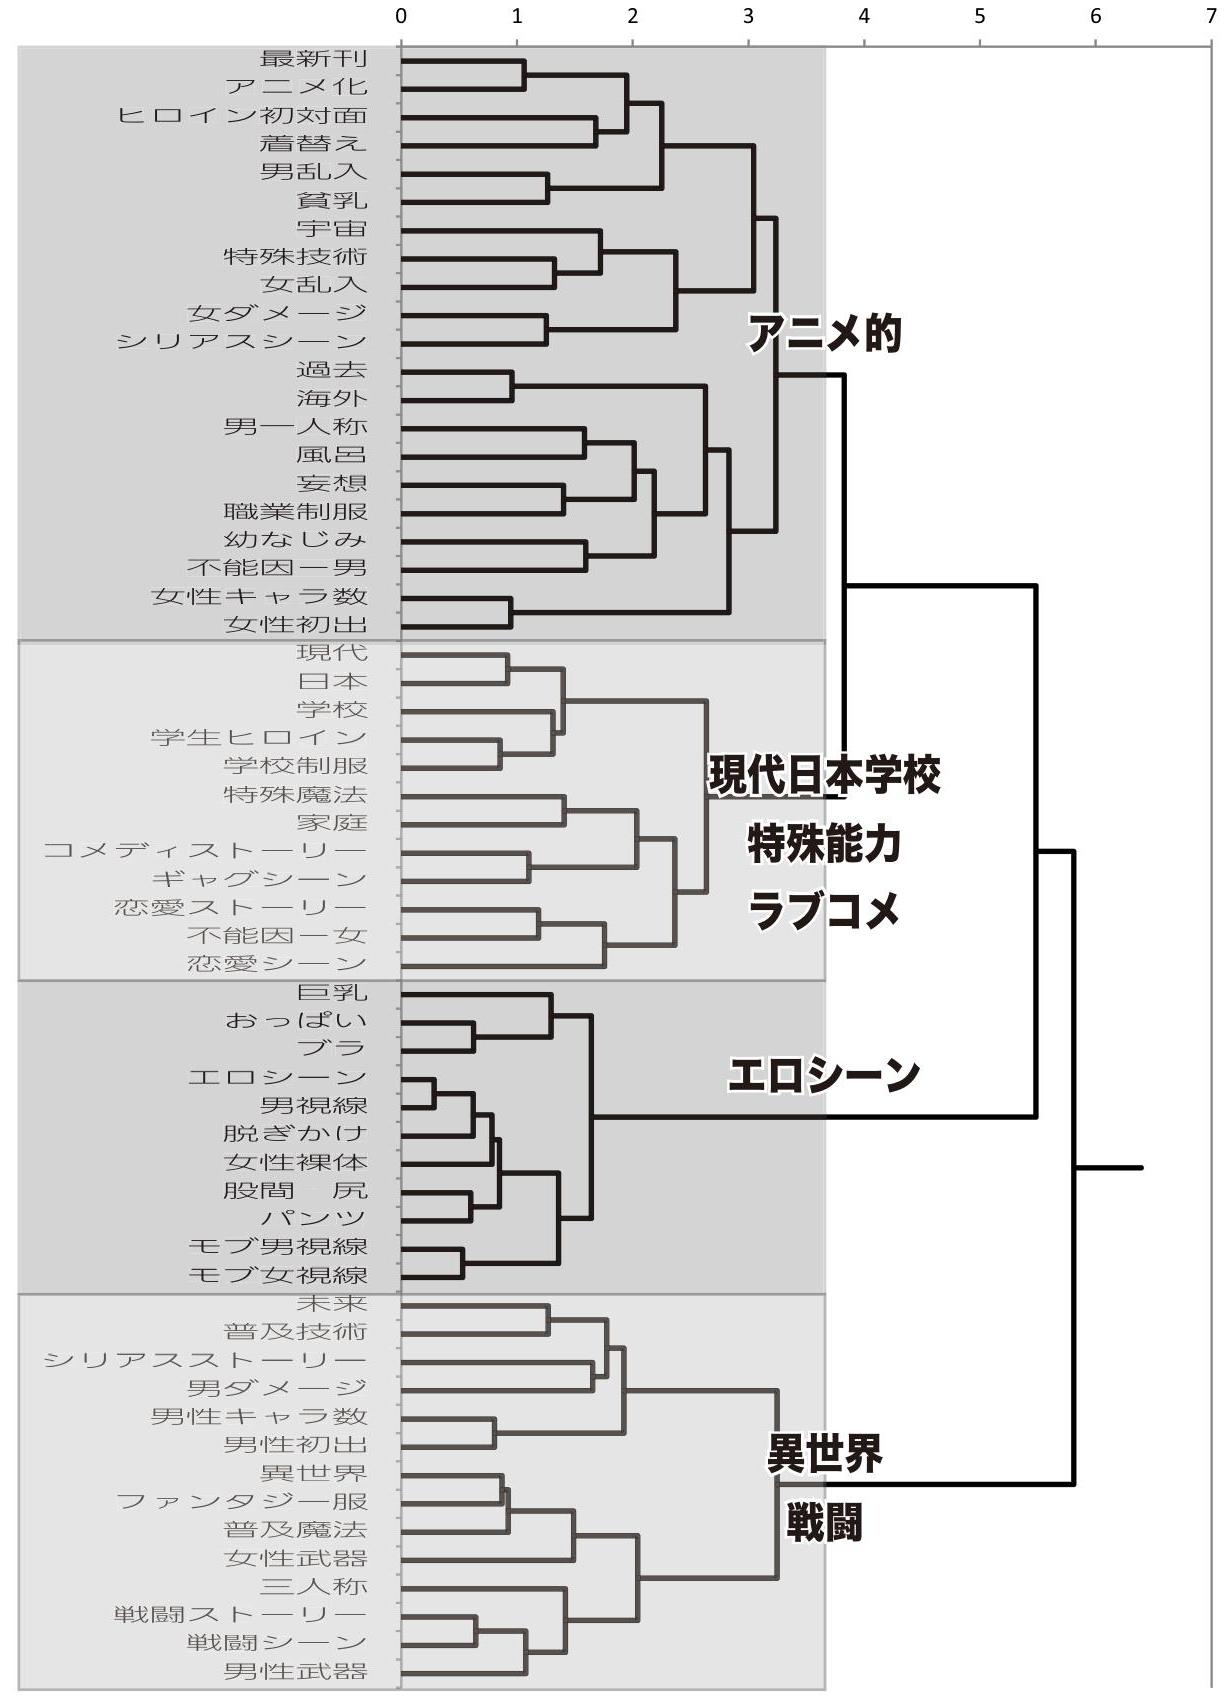 0 1 2 3 4 5 6 7
最新刊
アニメ化
ヒロイン初対面
着替え
男乱入
貧乳
宇宙
特殊技術
女乱入
女ダメージ
シリアスシーン
アニメ的
過去
海外
男一人称
風呂
妄想
職業制服
幼なじみ
不能因－男
女性キャラ数
女性初出
現代
日本
学校
学生ヒロイン
学校制服
現代日本学校
特殊魔法
家庭
特殊能力
コメディストーリー
ギャグシーン
恋愛ストーリー
ラブコメ
不能因－女
恋愛シーン
巨乳
おっぱい
ブラ
エロシーン
エロシーン
男視線
脱ぎかけ
女性裸体
股間 尻
パンツ
モブ男視線
モブ女視線
未来
普及技術
シリアスストーリー
男ダメージ
男性キャラ数
男性初出
異世界
異世界
ファンタジー服
戦闘
普及魔法
女性武器
三人称
戦闘ストーリー
戦闘シーン
男性武器